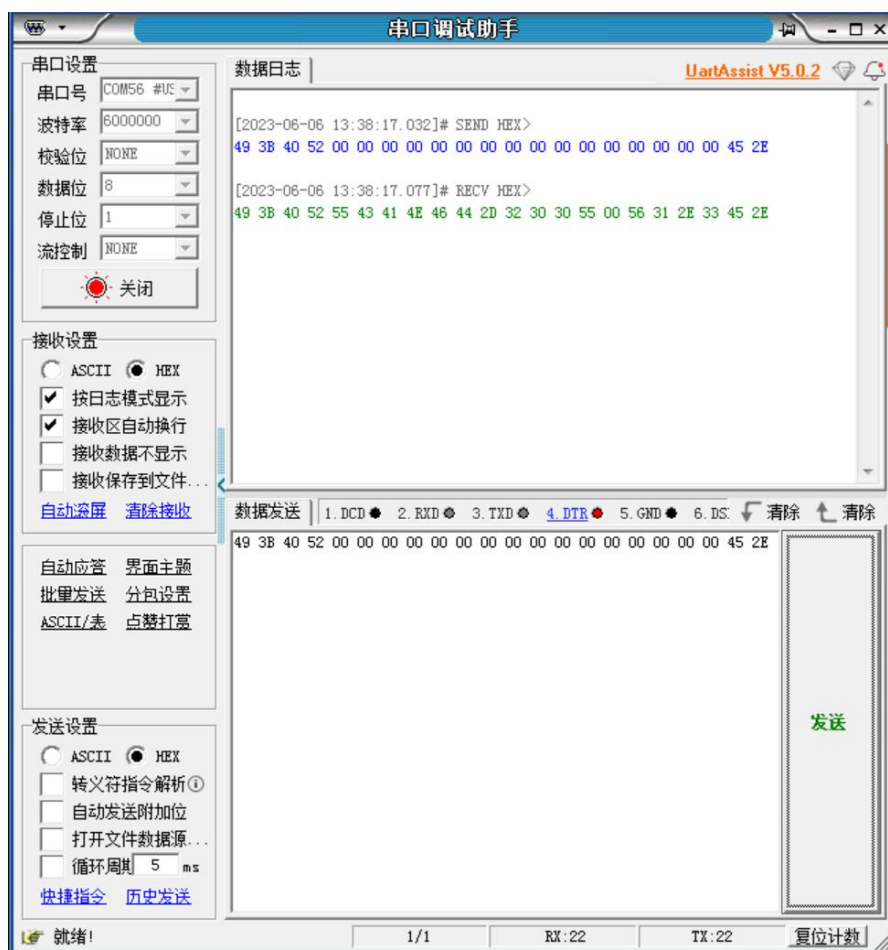 串口调试助手
串口设置
串口号 COM56 #US
波特率 6000000
校验位 NONE
数据位 8
停止位 1
流控制 NONE
关闭
接收设置
ASCII HEX
按日志模式显示
接收区自动换行
接收数据不显示
接收保存到文件...
自动滚屏 清除接收
自动应答 界面主题
批量发送 分包设置
ASCII/表 点赞打赏
发送设置
ASCII HEX
转义符指令解析
自动发送附加位
打开文件数据源...
循环周期 5 ms
快捷指令 历史发送
数据日志 UartAssist V5.0.2
[2023-06-06 13:38:17.032]# SEND HEX>
49 3B 40 52 00 00 00 00 00 00 00 00 00 00 00 00 00 00 00 00 45 2E
[2023-06-06 13:38:17.077]# RECV HEX>
49 3B 40 52 55 43 41 4E 46 44 2D 32 30 30 55 00 56 31 2E 33 45 2E
数据发送 1.DCD 2.RXD 3.TXD 4.DTR 5.GND 6.DS 清除 清除
49 3B 40 52 00 00 00 00 00 00 00 00 00 00 00 00 00 00 00 00 45 2E
发送
就绪! 1/1 RX:22 TX:22 复位计数